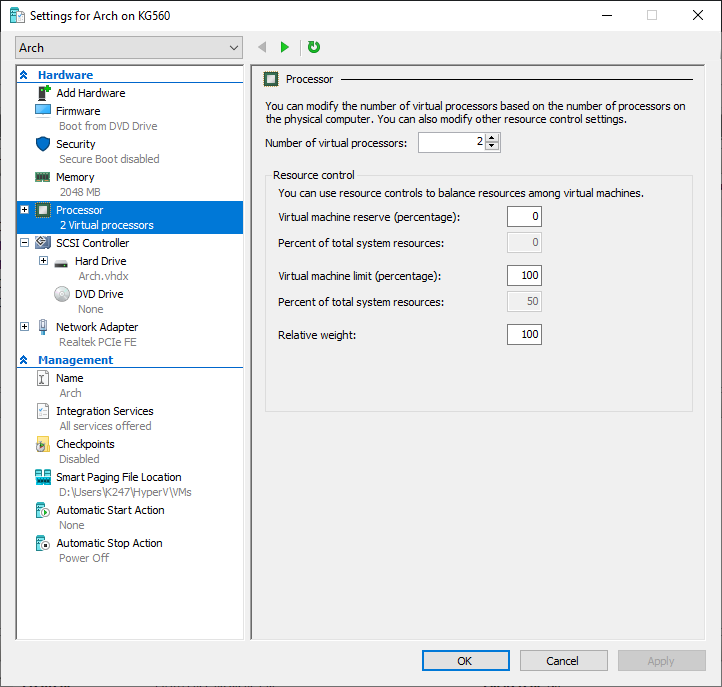 Settings for Arch on KG560
Arch
Hardware
Add Hardware
Firmware
Boot from DVD Drive
Security
Secure Boot disabled
Memory
2048 MB
Processor
2 Virtual processors
SCSI Controller
Hard Drive
Arch.vhdx
DVD Drive
None
Network Adapter
Realtek PCIe FE
Management
Name
Arch
Integration Services
All services offered
Checkpoints
Disabled
Smart Paging File Location
D:\Users\K247\HyperV\VMs
Automatic Start Action
None
Automatic Stop Action
Power Off
Processor
You can modify the number of virtual processors based on the number of processors on
the physical computer. You can also modify other resource control settings.
Number of virtual processors: 2
Resource control
You can use resource controls to balance resources among virtual machines.
Virtual machine reserve (percentage): 0
Percent of total system resources: 0
Virtual machine limit (percentage): 100
Percent of total system resources: 50
Relative weight: 100
OK Cancel Apply